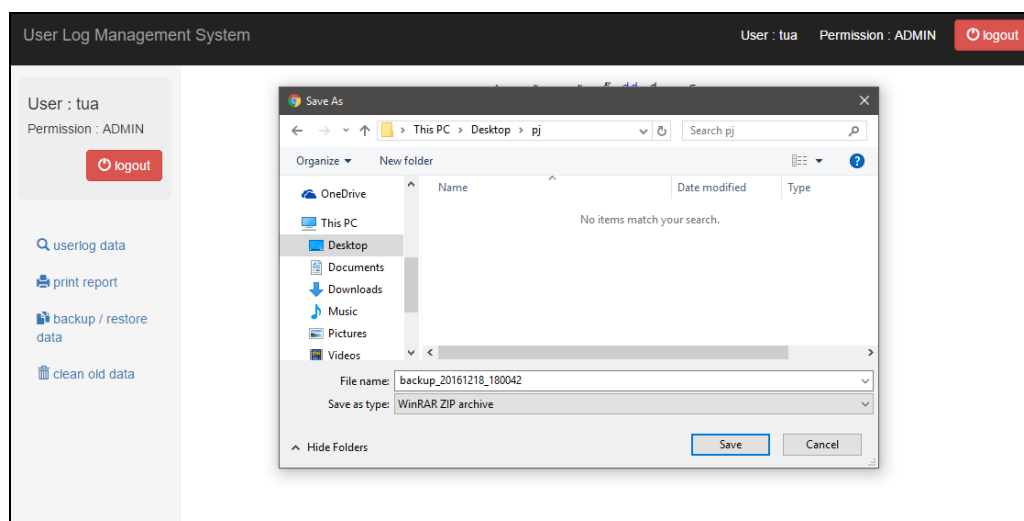 User Log Management System
User : tua Permission : ADMIN logout
User : tua
Permission : ADMIN
logout
userlog data
print report
backup / restore
data
clean old data
Save As
This PC > Desktop > pj
Search pj
Organize
New folder
Name
Date modified
Type
OneDrive
This PC
Desktop
Documents
Downloads
Music
Pictures
Videos
No items match your search.
File name: backup_20161218_180042
Save as type: WinRAR ZIP archive
Hide Folders
Save
Cancel